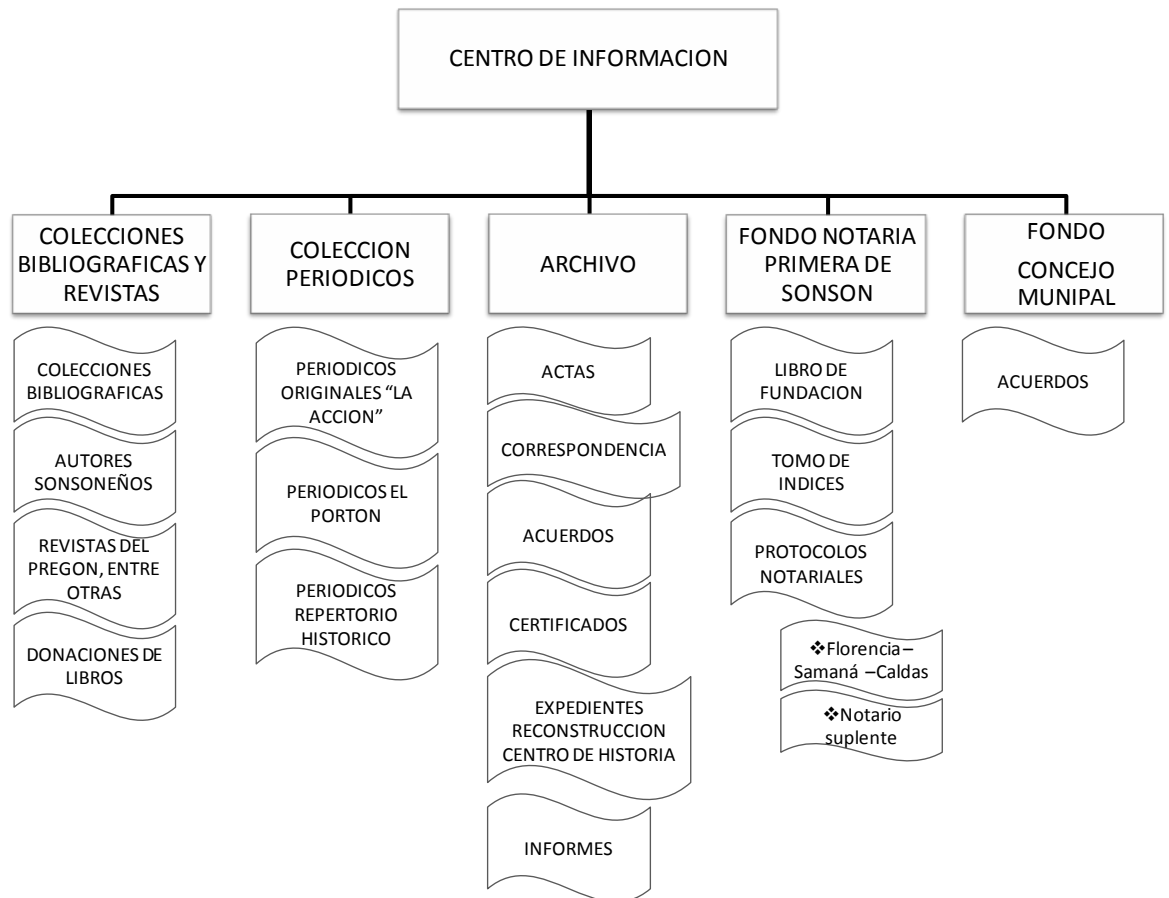 CENTRO DE INFORMACION
COLECCIONES
BIBLIOGRAFICAS Y
REVISTAS
COLECCIONES
BIBLIOGRAFICAS
AUTORES
SONSONEÑOS
REVISTAS DEL
PREGON, ENTRE
OTRAS
DONACIONES DE
LIBROS
COLECCION
PERIODICOS
PERIODICOS
ORIGINALES “LA
ACCION”
PERIODICOS EL
PORTON
PERIODICOS
REPERTORIO
HISTORICO
ARCHIVO
ACTAS
CORRESPONDENCIA
ACUERDOS
CERTIFICADOS
EXPEDIENTES
RECONSTRUCCION
CENTRO DE HISTORIA
INFORMES
FONDO NOTARIA
PRIMERA DE
SONSON
LIBRO DE
FUNDACION
TOMO DE
INDICES
PROTOCOLOS
NOTARIALES
❖Florencia–
Samaná –Caldas
❖Notario
suplente
FONDO
CONCEJO
MUNIPAL
ACUERDOS